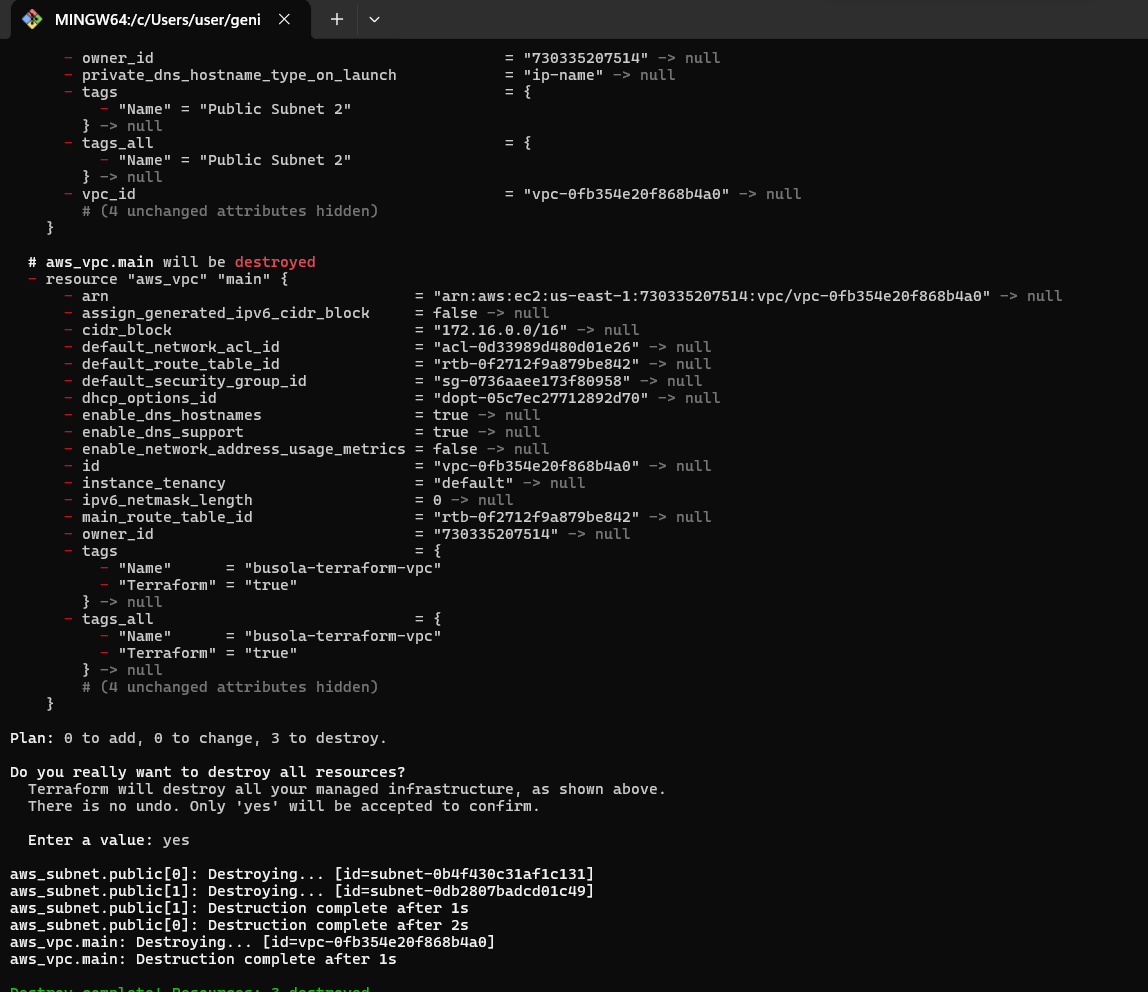 MINGW64:/c/Users/user/geni
- owner_id = "730335207514" -> null
- private_dns_hostname_type_on_launch = "ip-name" -> null
- tags = {
- "Name" = "Public Subnet 2"
} -> null
- tags_all = {
- "Name" = "Public Subnet 2"
} -> null
- vpc_id = "vpc-0fb354e20f868b4a0" -> null
# (4 unchanged attributes hidden)
}
# aws_vpc.main will be destroyed
- resource "aws_vpc" "main" {
- arn = "arn:aws:ec2:us-east-1:730335207514:vpc/vpc-0fb354e20f868b4a0" -> null
- assign_generated_ipv6_cidr_block = false -> null
- cidr_block = "172.16.0.0/16" -> null
- default_network_acl_id = "acl-0d33989d480d01e26" -> null
- default_route_table_id = "rtb-0f2712f9a879be842" -> null
- default_security_group_id = "sg-0736aaee173f80958" -> null
- dhcp_options_id = "dopt-05c7ec27712892d70" -> null
- enable_dns_hostnames = true -> null
- enable_dns_support = true -> null
- enable_network_address_usage_metrics = false -> null
- id = "vpc-0fb354e20f868b4a0" -> null
- instance_tenancy = "default" -> null
- ipv6_netmask_length = 0 -> null
- main_route_table_id = "rtb-0f2712f9a879be842" -> null
- owner_id = "730335207514" -> null
- tags = {
- "Name" = "busola-terraform-vpc"
- "Terraform" = "true"
} -> null
- tags_all = {
- "Name" = "busola-terraform-vpc"
- "Terraform" = "true"
} -> null
# (4 unchanged attributes hidden)
}
Plan: 0 to add, 0 to change, 3 to destroy.
Do you really want to destroy all resources?
Terraform will destroy all your managed infrastructure, as shown above.
There is no undo. Only 'yes' will be accepted to confirm.
Enter a value: yes
aws_subnet.public[0]: Destroying... [id=subnet-0b4f430c31af1c131]
aws_subnet.public[1]: Destroying... [id=subnet-0db2807badcd01c49]
aws_subnet.public[1]: Destruction complete after 1s
aws_subnet.public[0]: Destruction complete after 2s
aws_vpc.main: Destroying... [id=vpc-0fb354e20f868b4a0]
aws_vpc.main: Destruction complete after 1s
Destroy complete! Resources: 3 destroyed.